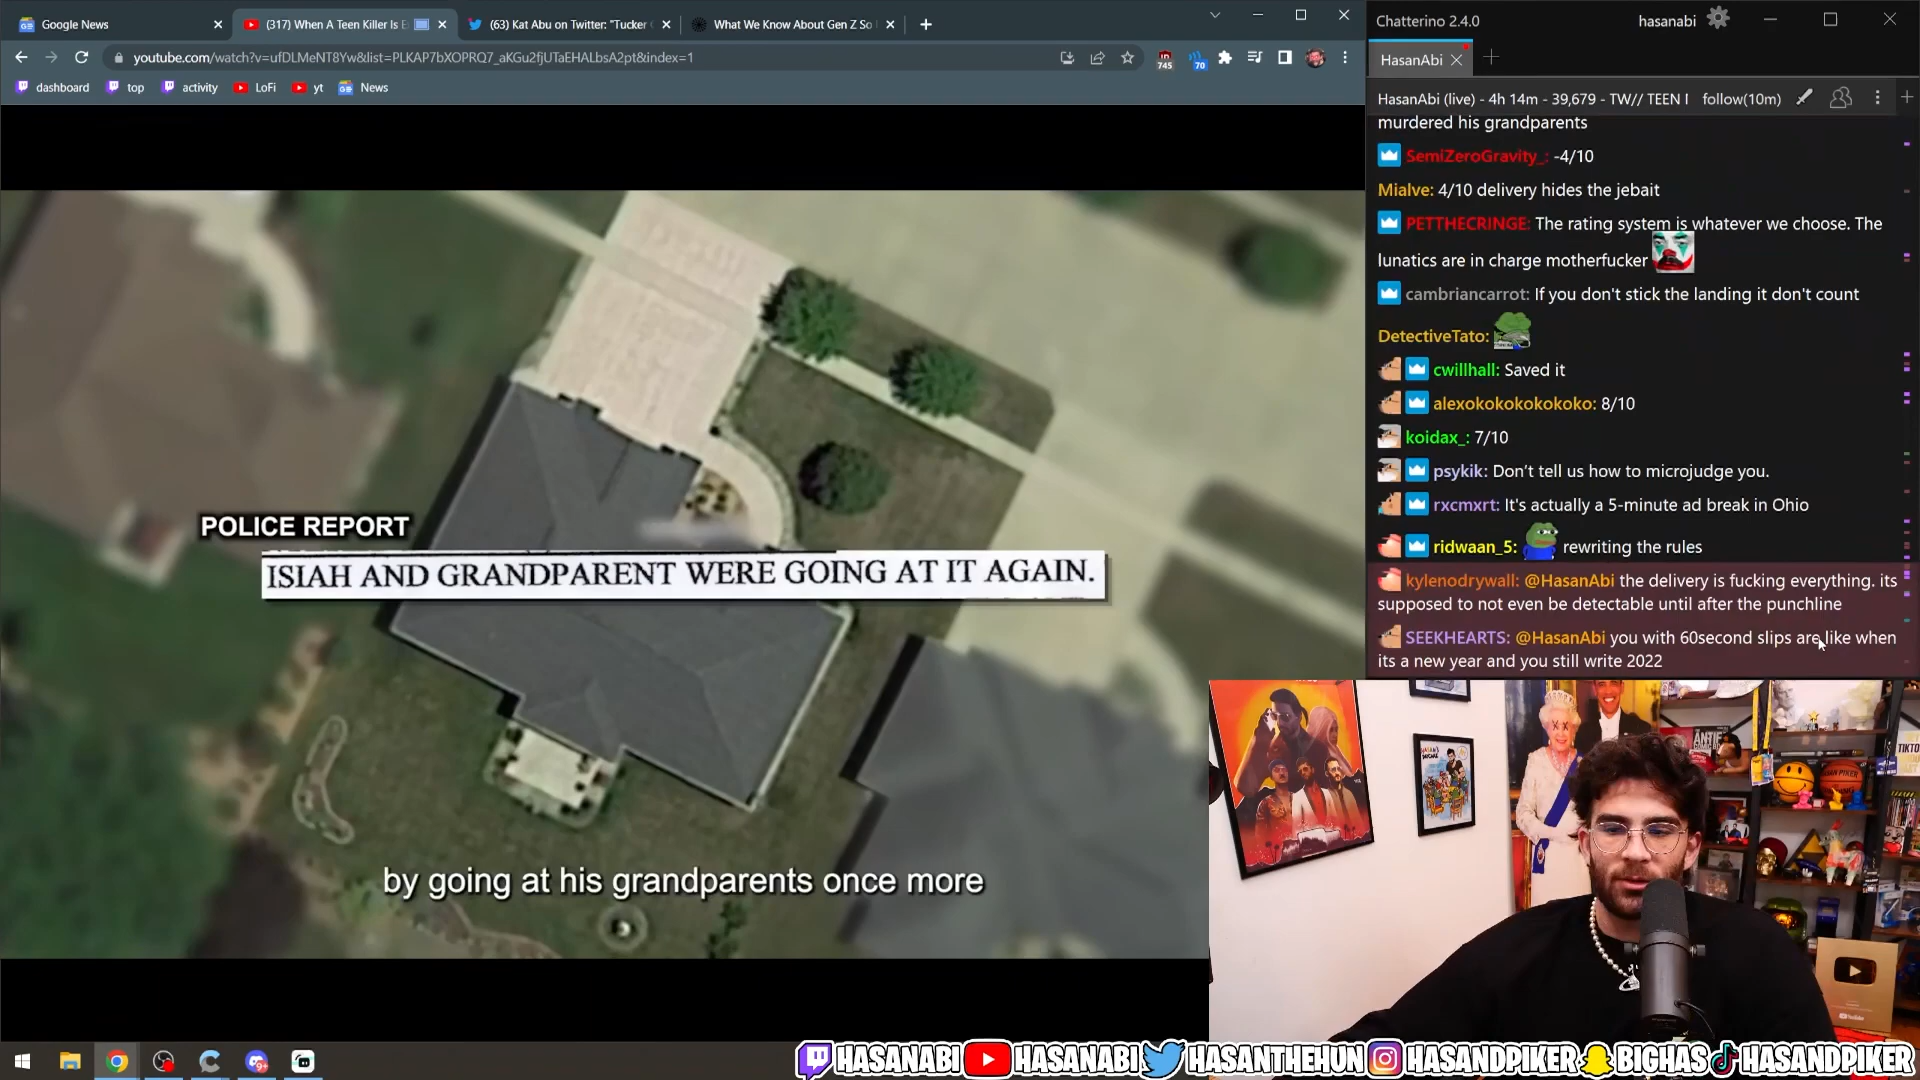 Google News
(317) When A Teen Killer Is E
(63) Kat Abu on Twitter: "Tucker
What We Know About Gen Z So
youtube.com/watch?v=ufDLMeNT8Yw&list=PLKAP7bXOPRQ7_aKGu2fjUTaEHALbsA2pt&index=1
745
70
dashboard
top
activity
LoFi
yt
News
POLICE REPORT
ISIAH AND GRANDPARENT WERE GOING AT IT AGAIN.
by going at his grandparents once more
Chatterino 2.4.0
hasanabi
HasanAbi
HasanAbi (live) - 4h 14m - 39,679 - TW// TEEN I
follow(10m)
murdered his grandparents
SemiZeroGravity_: -4/10
Mialve: 4/10 delivery hides the jebait
PETTHECRINGE: The rating system is whatever we choose. The
lunatics are in charge motherfucker
cambriancarrot: If you don't stick the landing it don't count
DetectiveTato:
cwillhall: Saved it
alexokokokokokoko: 8/10
koidax_: 7/10
psykik: Don't tell us how to microjudge you.
rxcmxrt: It's actually a 5-minute ad break in Ohio
ridwaan_5: rewriting the rules
kylenodrywall: @HasanAbi the delivery is fucking everything. its
supposed to not even be detectable until after the punchline
SEEKHEARTS: @HasanAbi you with 60second slips are like when
its a new year and you still write 2022
HASANABI
HASANABI
HASANTHEHUN
HASANDPIKER
BIGHAS
HASANDPIKER